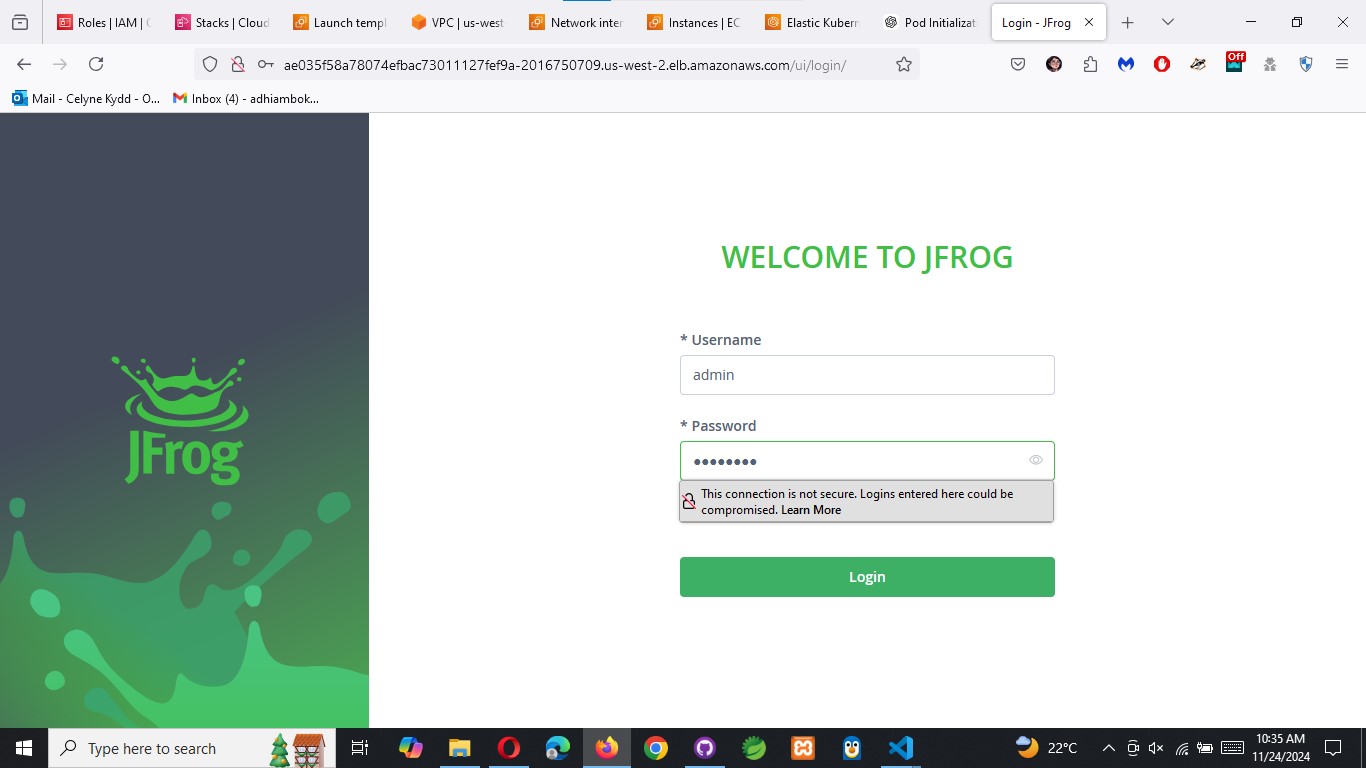 Roles | IAM | G
Stacks | Cloud
Launch templ
VPC | us-west
Network inter
Instances | EC
Elastic Kubern
Pod Initializat
Login - JFrog
ae035f58a78074efbac73011127fef9a-2016750709.us-west-2.elb.amazonaws.com/ui/login/
Off
Mail - Celyne Kydd - O...
Inbox (4) - adhiambok...
WELCOME TO JFROG
* Username
admin
* Password
This connection is not secure. Logins entered here could be
compromised. Learn More
Login
JFrog
Type here to search
22°C
10:35 AM
11/24/2024